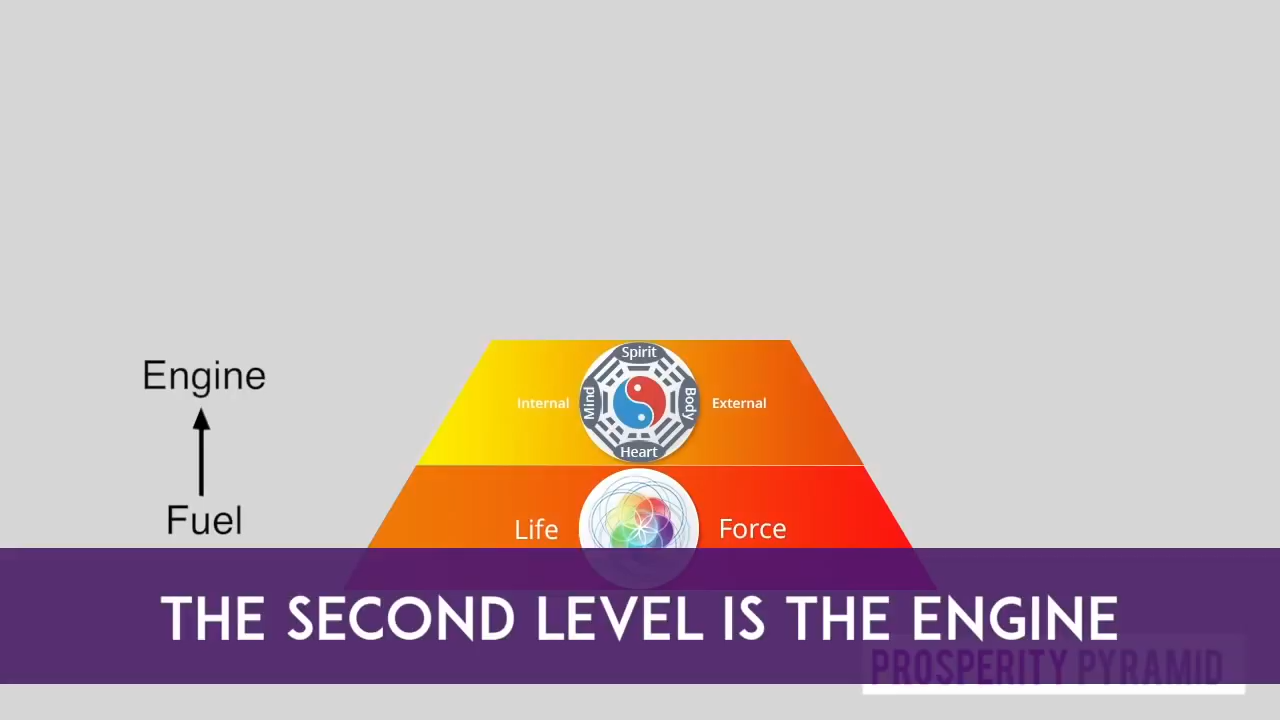 Engine
Spirit
Internal
Mind
Body
External
Heart
Fuel
Life
Force
THE SECOND LEVEL IS THE ENGINE
PROSPERITY PYRAMID